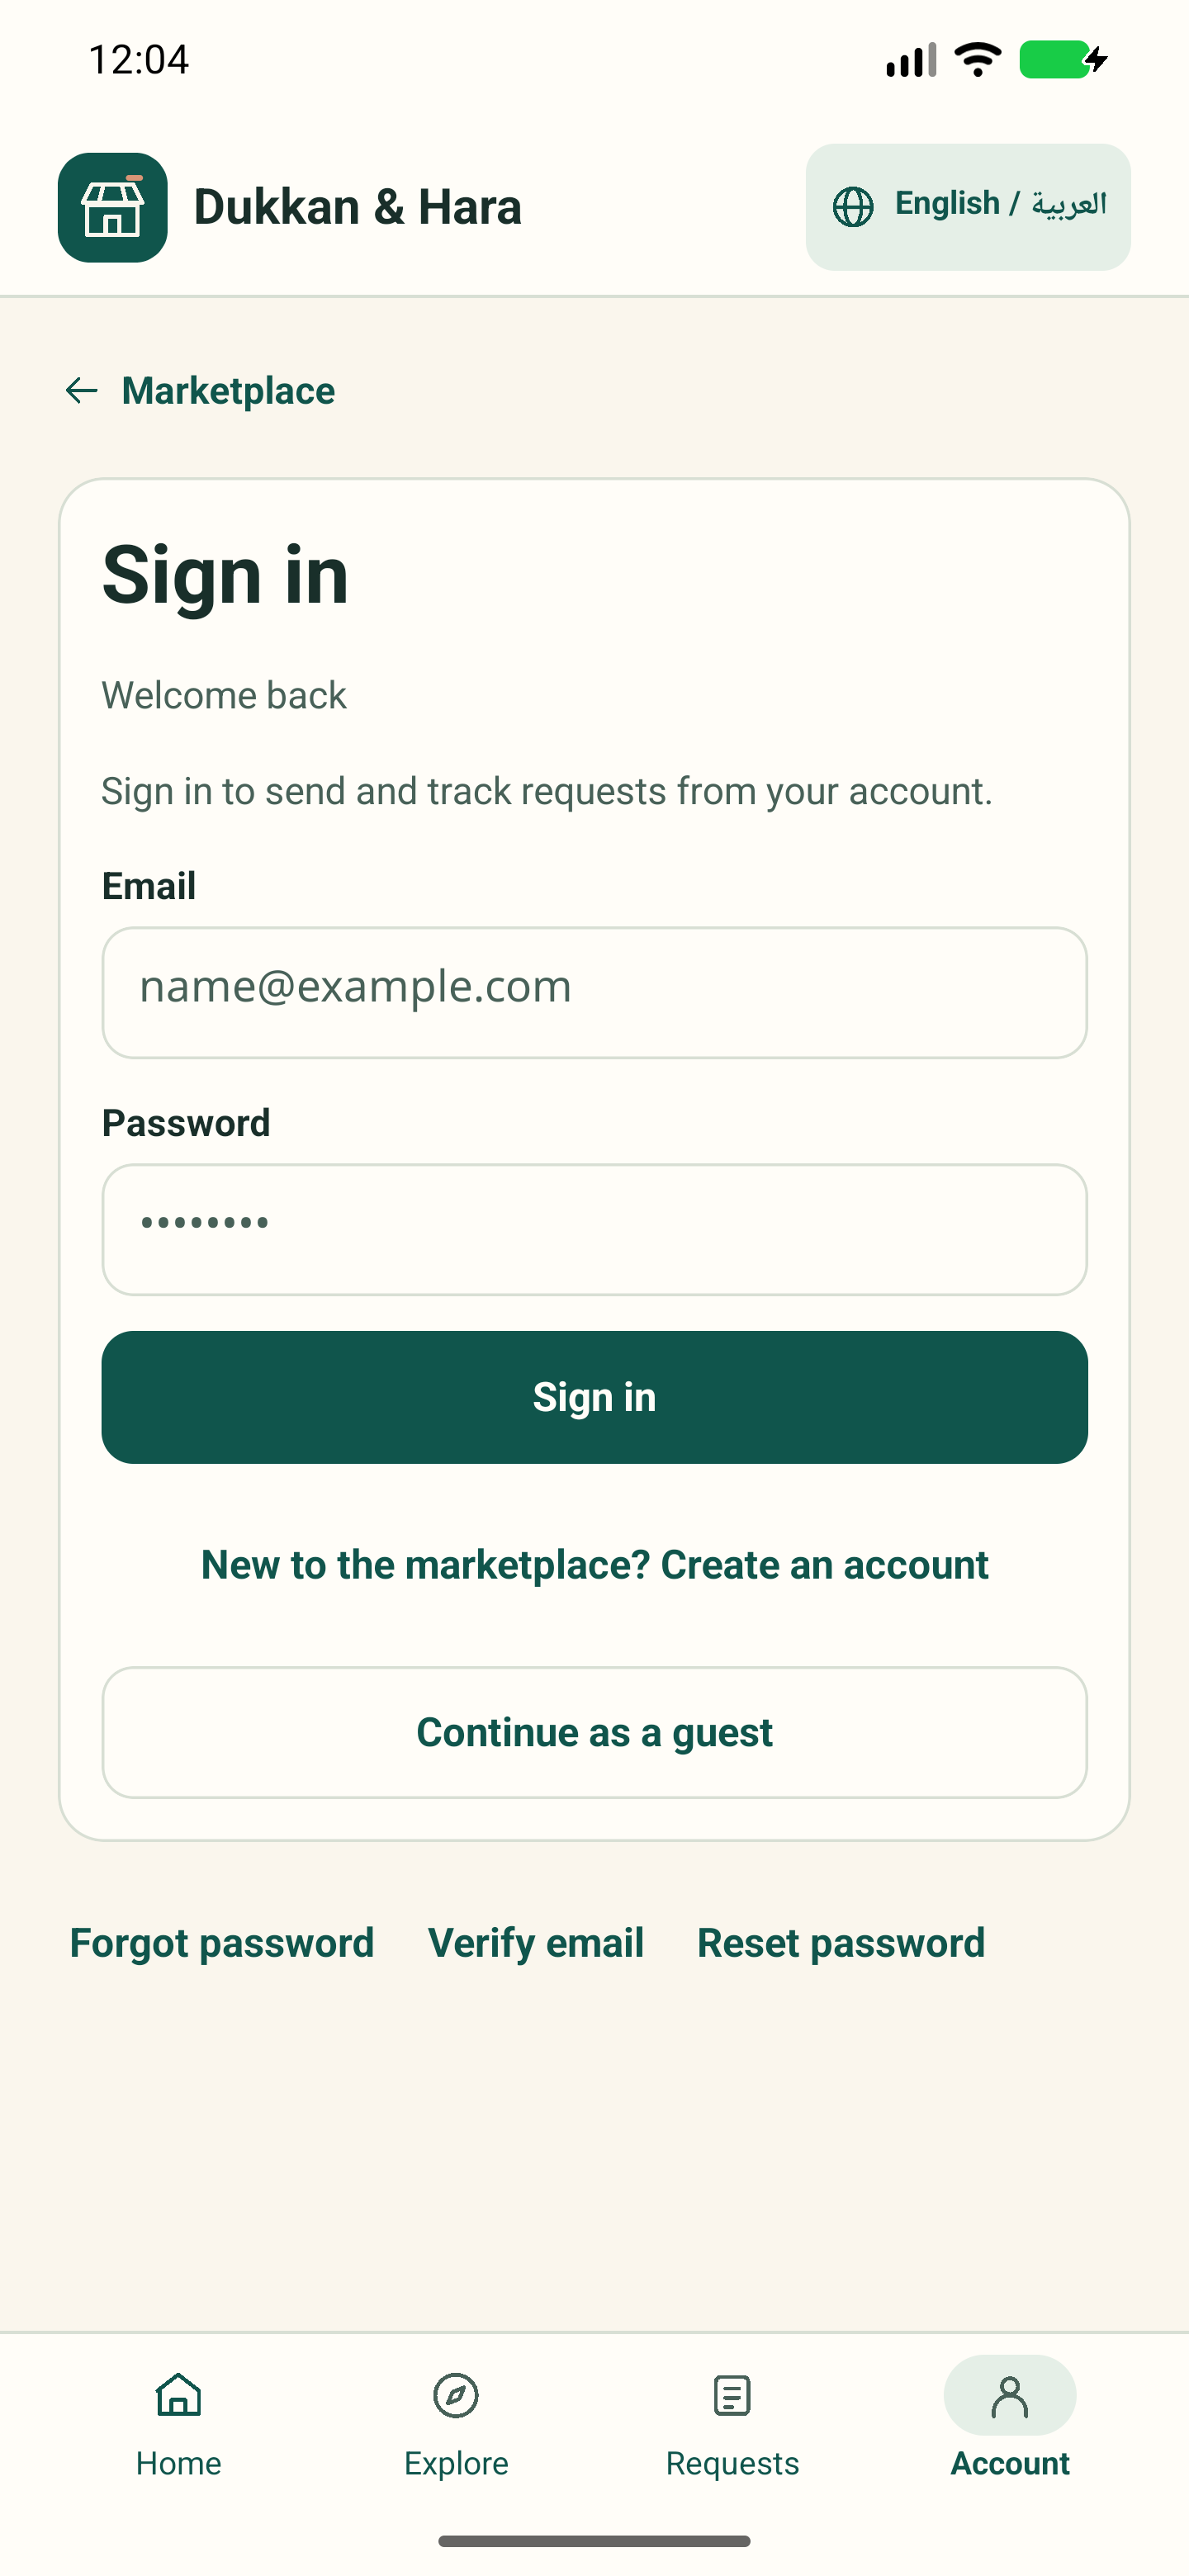 12:04
Dukkan & Hara
English / العربية
Marketplace
Sign in
Welcome back
Sign in to send and track requests from your account.
Email
name@example.com
Password
••••••••
Sign in
New to the marketplace? Create an account
Continue as a guest
Forgot password Verify email Reset password
Home Explore Requests Account